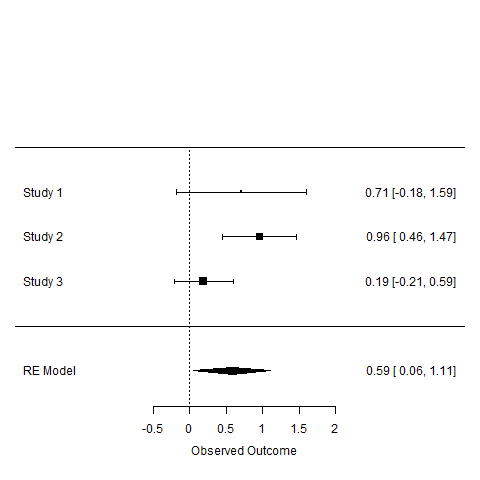 Study 1 0.71 [-0.18, 1.59]
Study 2 0.96 [ 0.46, 1.47]
Study 3 0.19 [-0.21, 0.59]
RE Model 0.59 [ 0.06, 1.11]
-0.5 0 0.5 1 1.5 2
Observed Outcome